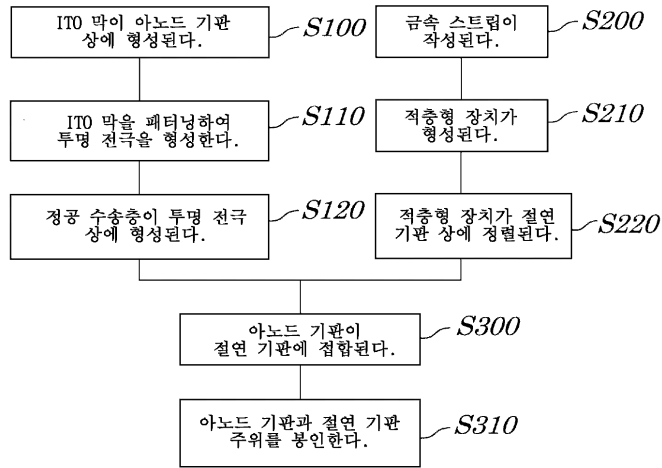 ITO 막이 아노드 기판
상에 형성된다.
S100
ITO 막을 패터닝하여
투명 전극을 형성한다.
S110
정공 수송층이 투명 전극
상에 형성된다.
S120
금속 스트립이
작성된다.
S200
적층형 장치가
형성된다.
S210
적층형 장치가 절연
기판 상에 정렬된다.
S220
아노드 기판이
절연 기판에 접합된다.
S300
아노드 기판과 절연 기판
주위를 봉인한다.
S310